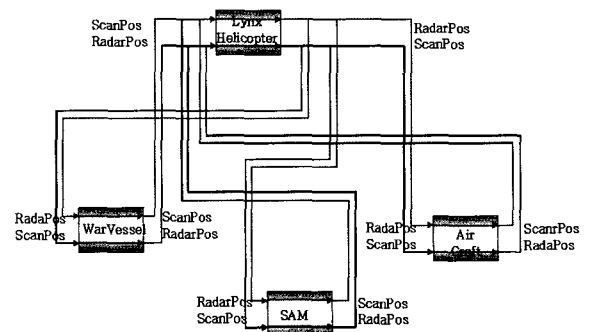 ScanPos
RadarPos
Lynx
Helicopter
RadarPos
ScanPos
RadaPos
ScanPos
WarVessel
ScanPos
RadarPos
RadaPos
ScanPos
Air
Craft
ScanrPos
RadaPos
RadarPos
ScanPos
SAM
ScanPos
RadaPos